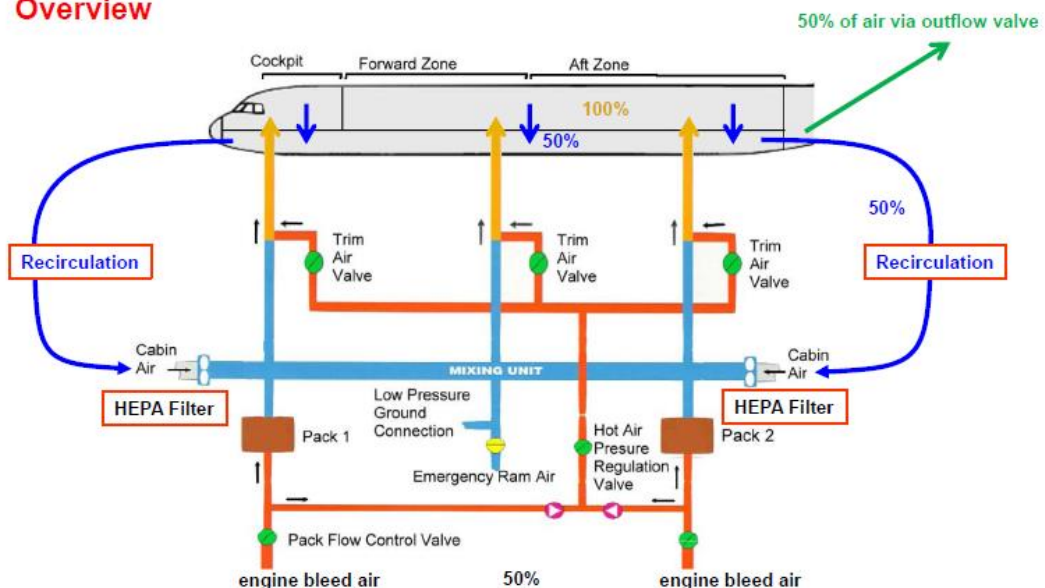 Overview
50% of air via outflow valve
Cockpit
Forward Zone
Aft Zone
100%
50%
50%
Recirculation
Trim
Air
Valve
Trim
Air
Valve
Trim
Air
Valve
Recirculation
Cabin
Air
MIXING UNIT
Cabin
Air
HEPA Filter
Low Pressure
Ground
Connection
HEPA Filter
Pack 1
Hot Air
Presure
Regulation
Valve
Pack 2
Emergency Ram Air
Pack Flow Control Valve
engine bleed air
50%
engine bleed air